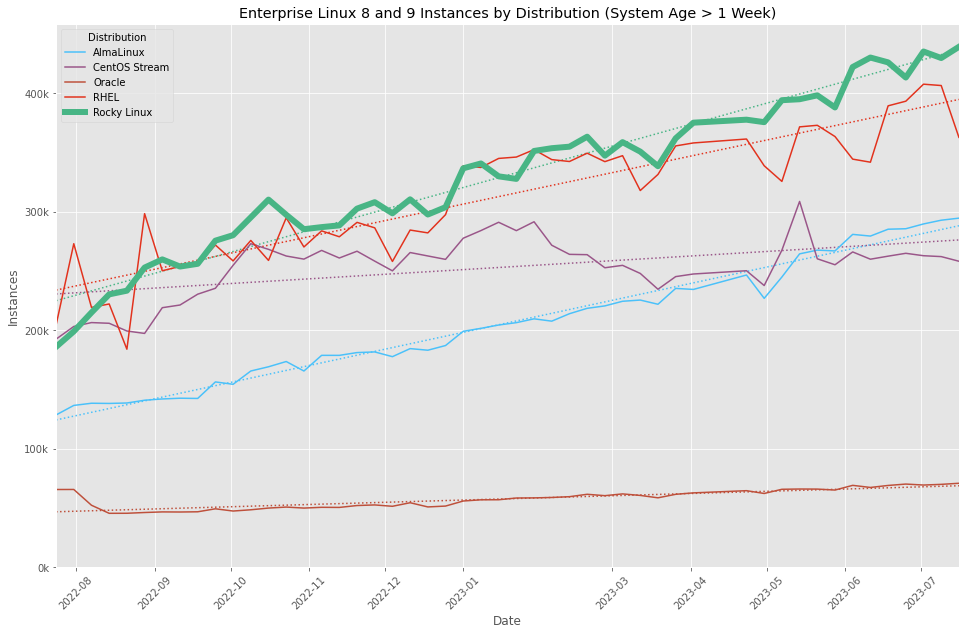 Enterprise Linux 8 and 9 Instances by Distribution (System Age > 1 Week)
Distribution
AlmaLinux
CentOS Stream
Oracle
RHEL
Rocky Linux
400k
300k
200k
100k
0k
Instances
2022-08
2022-09
2022-10
2022-11
2022-12
2023-01
2023-03
2023-04
2023-05
2023-06
2023-07
Date